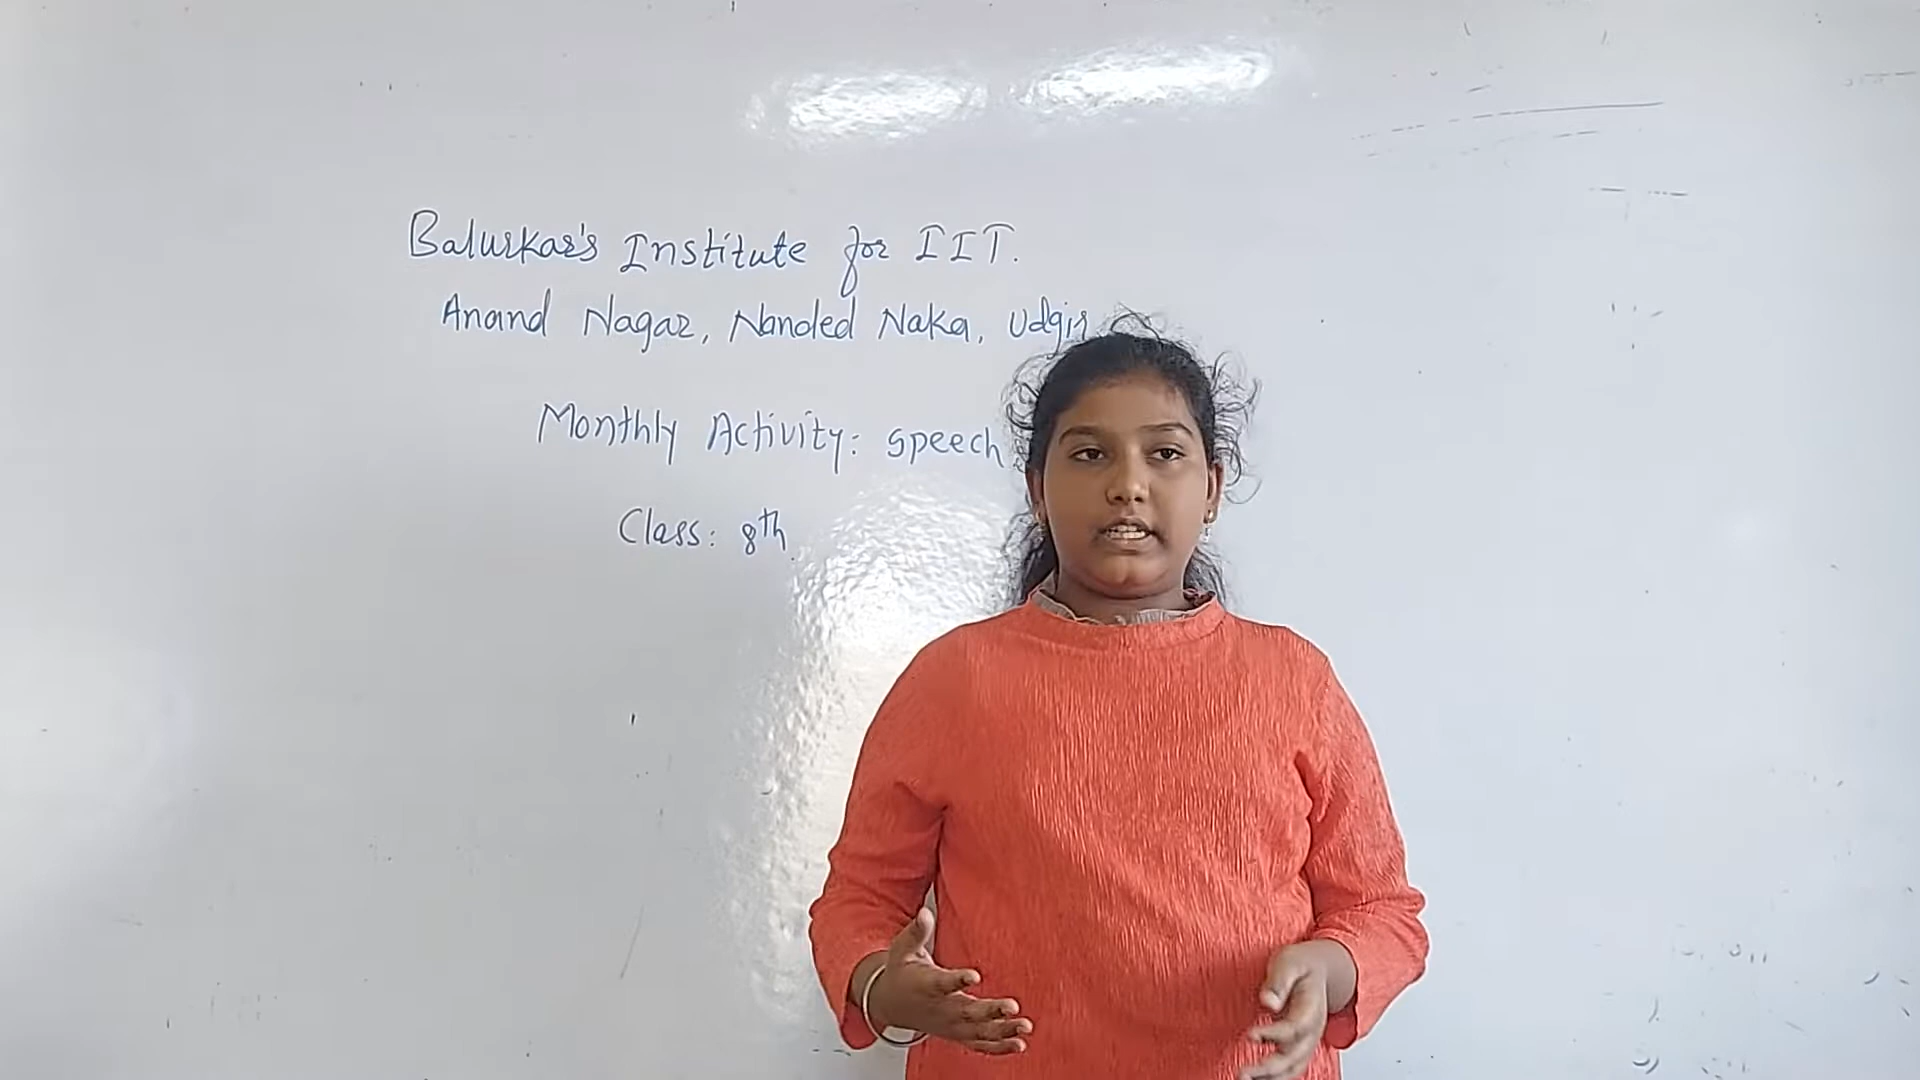 Balurkar's Institute for IIT.
Anand Nagar, Nanded Naka, Udgir
Monthly Activity: Speech
Class: 8th